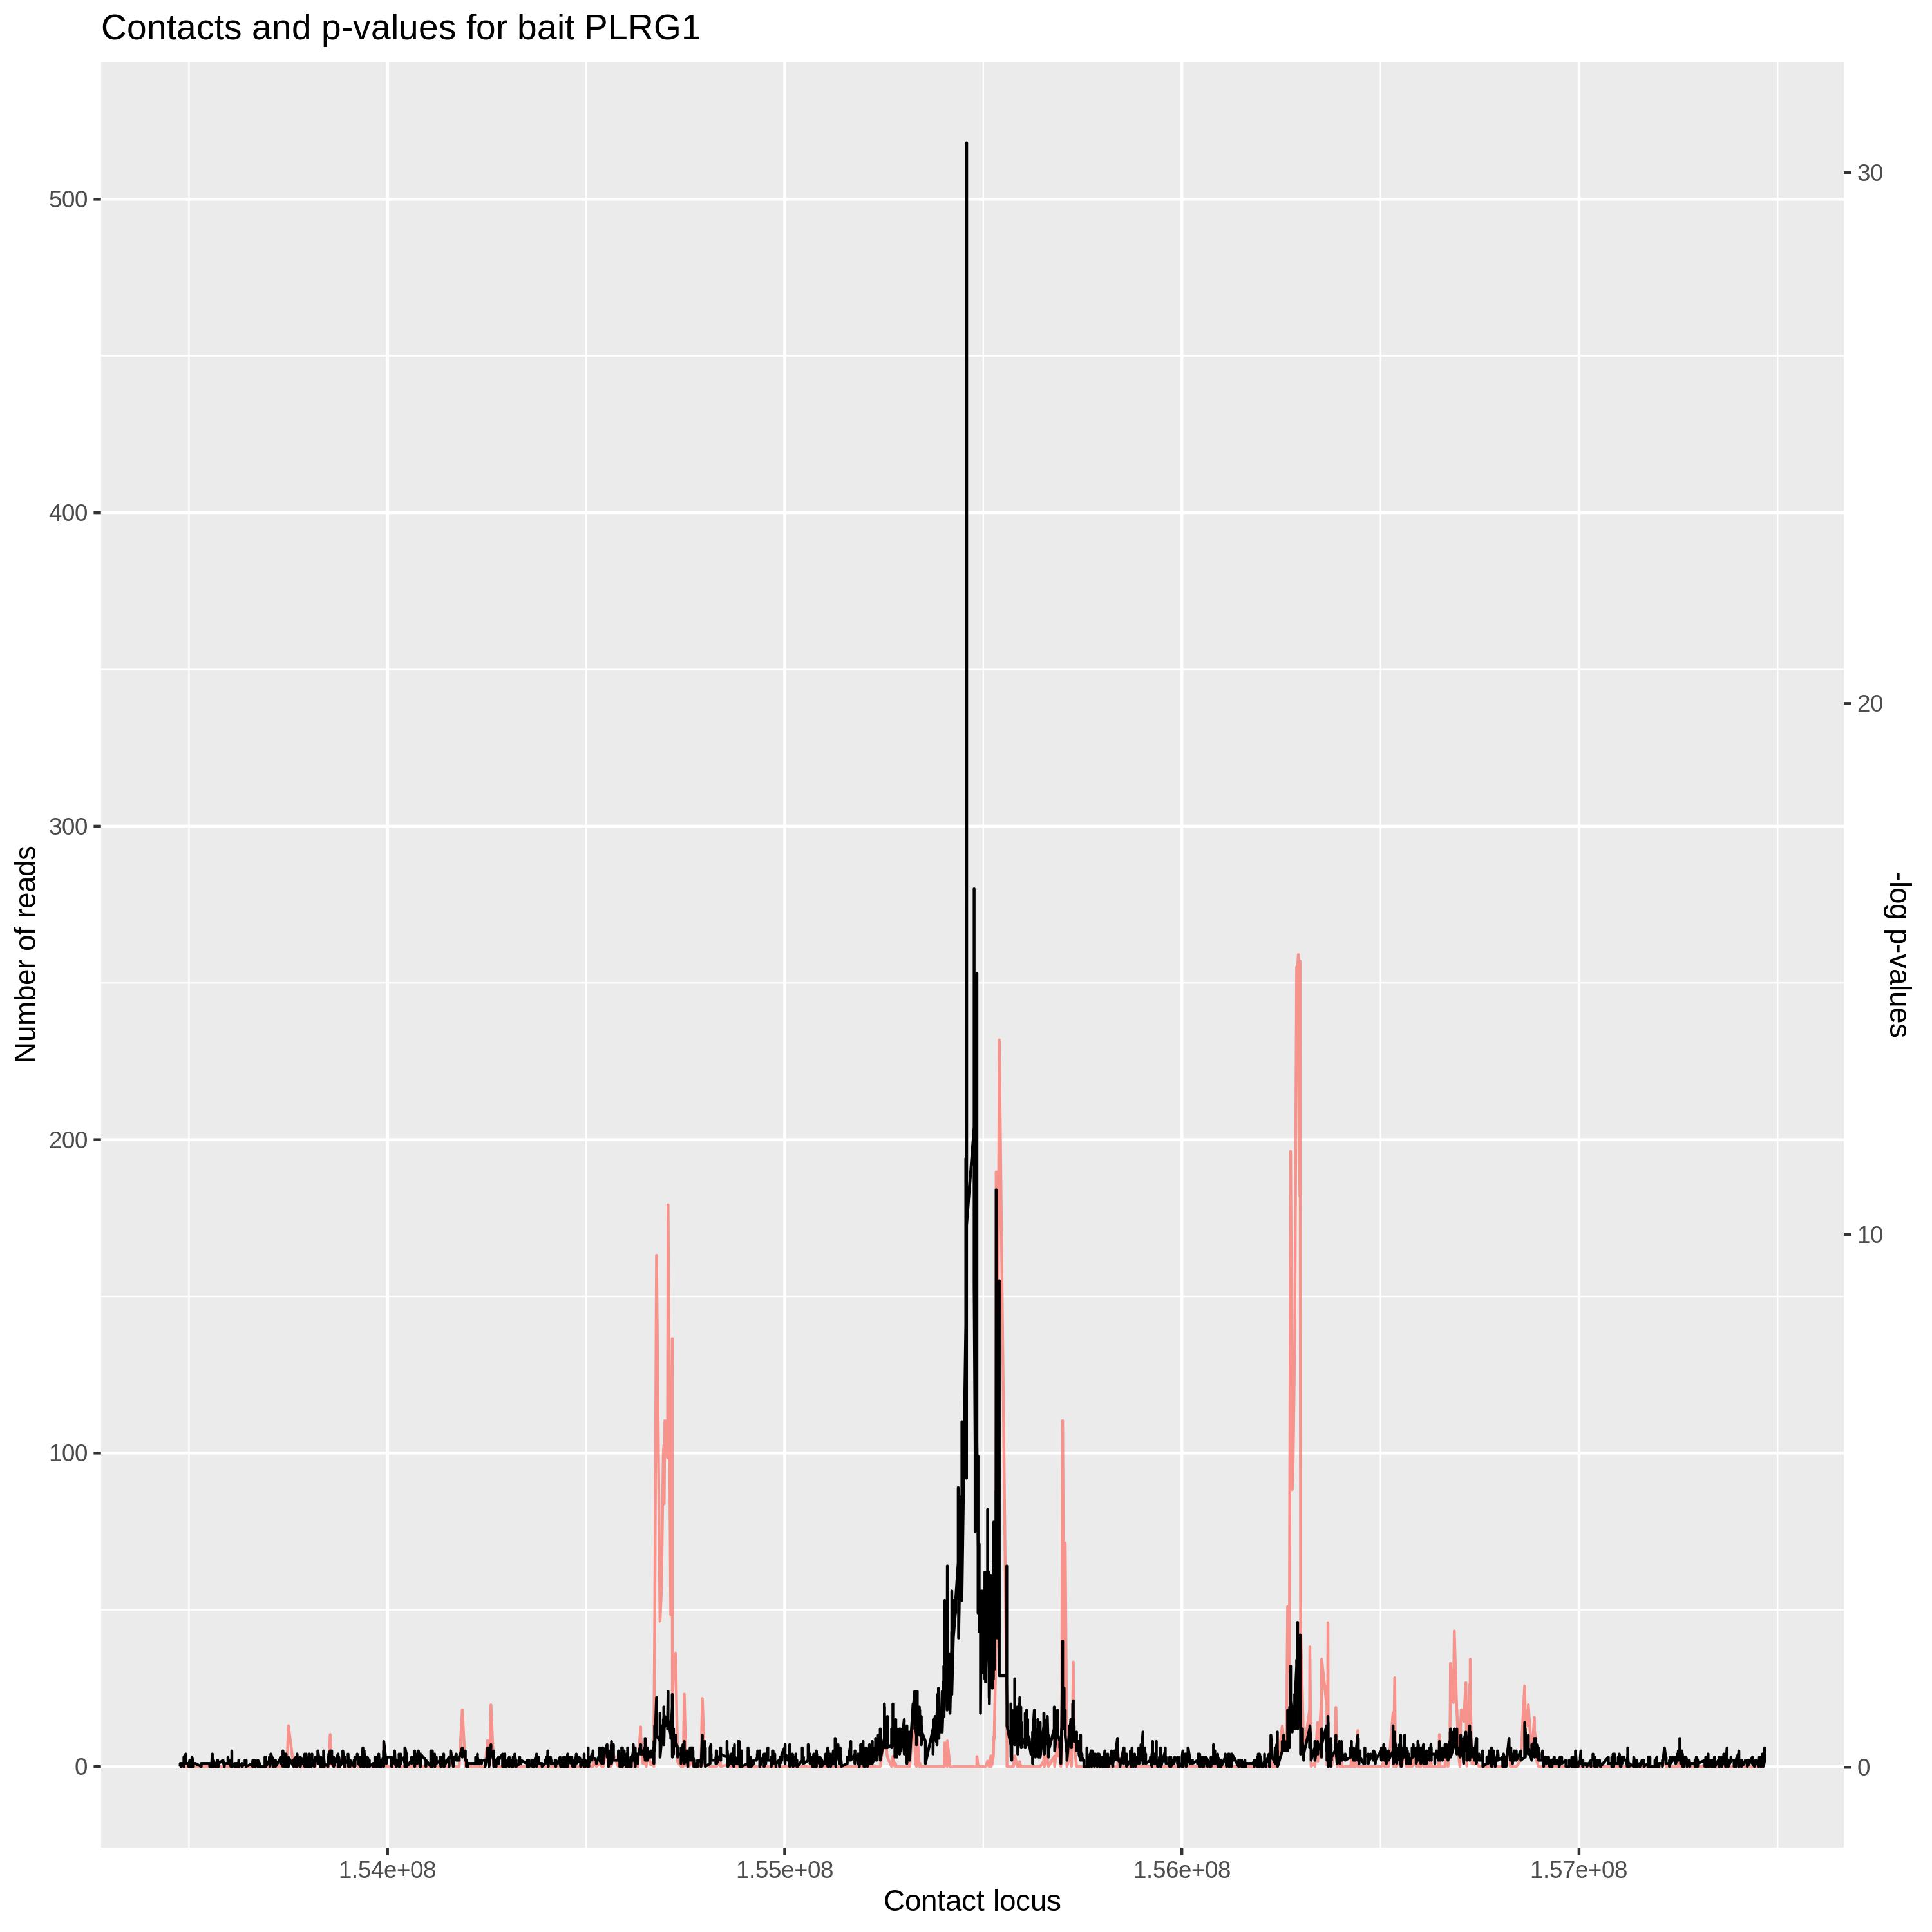 Contacts and p-values for bait PLRG1
500
400
300
200
100
0
Number of reads
30
20
10
0
-log p-values
1.54e+08
1.55e+08
1.56e+08
1.57e+08
Contact locus